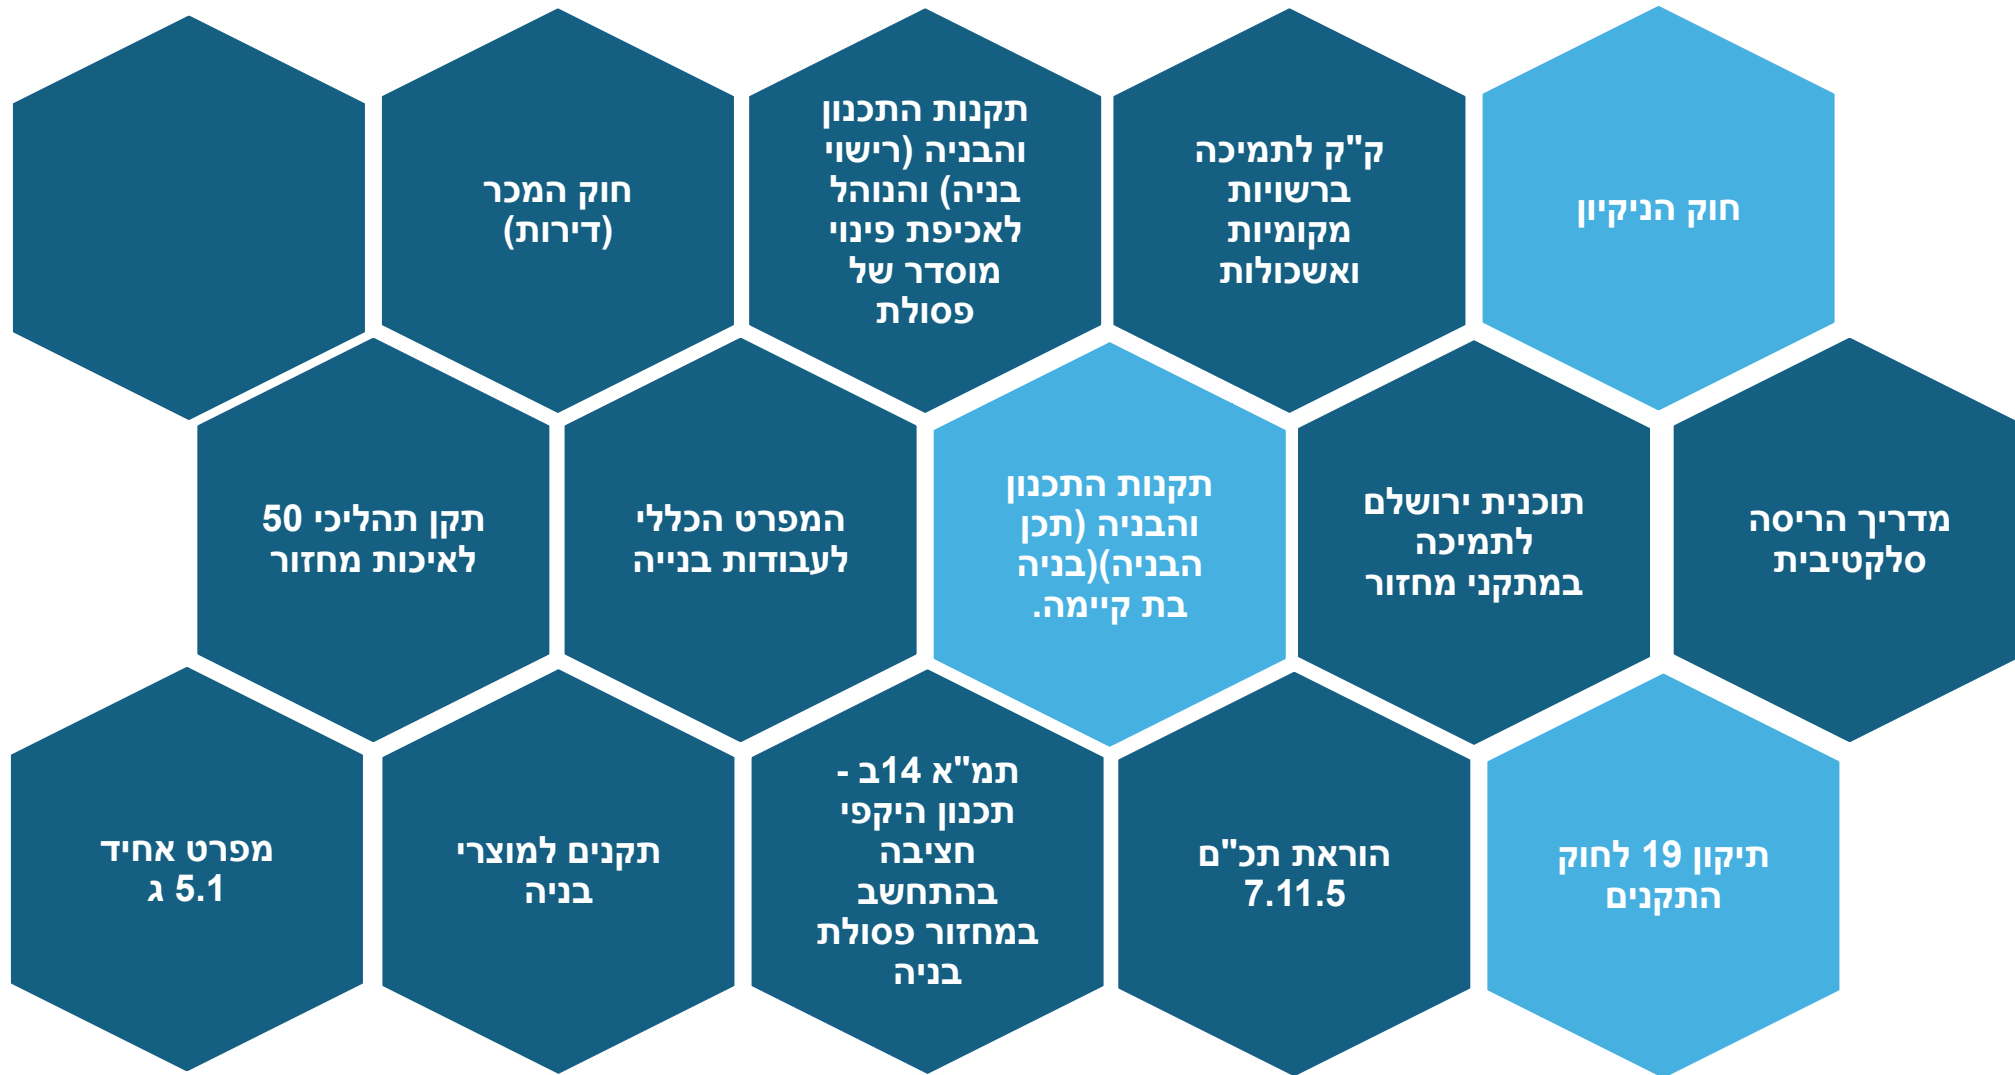 חוק הניקיון
ק"ק לתמיכה
ברשויות
מקומיות
ואשכולות
תקנות התכנון
והבניה (רישוי
בניה) והנוהל
לאכיפת פינוי
מוסדר של
פסולת
חוק המכר
(דירות)
מדריך הריסה
סלקטיבית
תוכנית ירושלם
לתמיכה
במתקני מחזור
תקנות התכנון
והבניה (תכן
הבניה)(בניה
בת קיימה.
המפרט הכללי
לעבודות בנייה
תקן תהליכי 50
לאיכות מחזור
תיקון 19 לחוק
התקנים
הוראת תכ"ם
7.11.5
תמ"א 14ב -
תכנון היקפי
חציבה
בהתחשב
במחזור פסולת
בניה
תקנים למוצרי
בניה
מפרט אחיד
5.1 ג